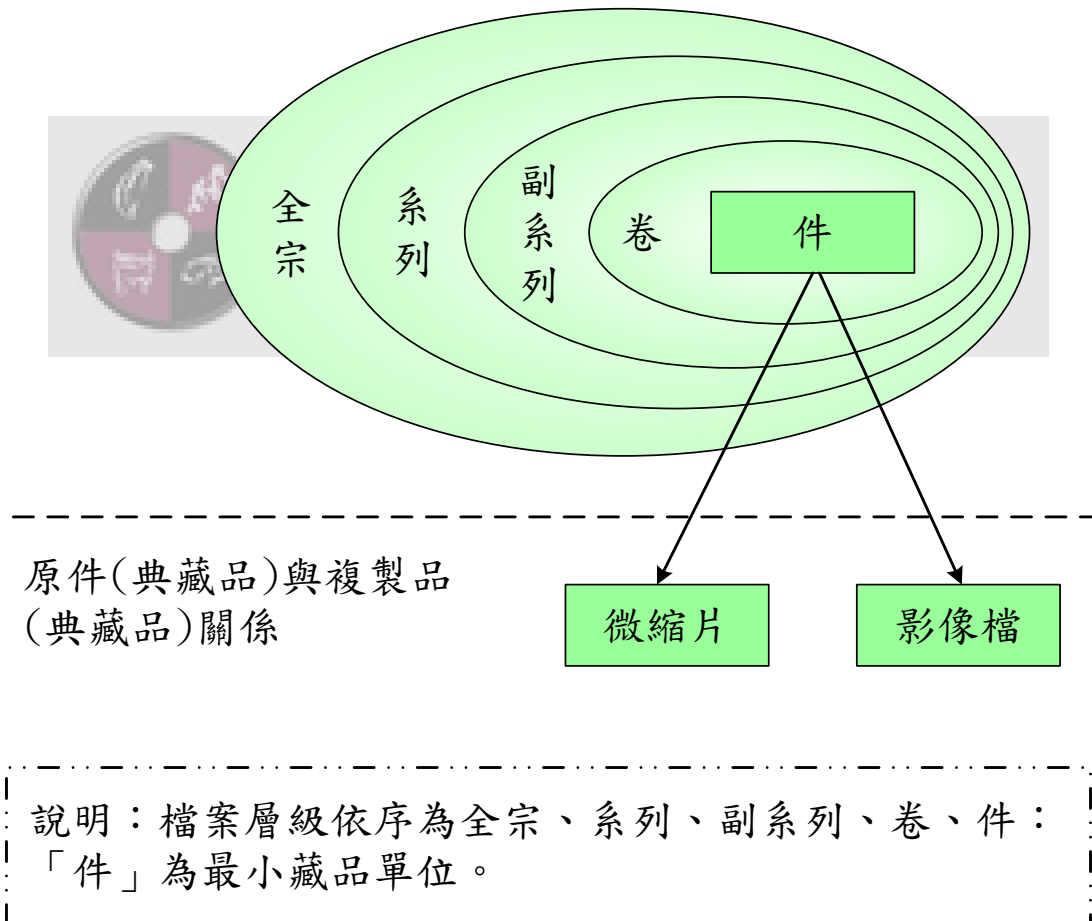 全宗
系列
副系列
卷
件
原件(典藏品)與複製品
(典藏品)關係
微縮片
影像檔
說明：檔案層級依序為全宗、系列、副系列、卷、件：
「件」為最小藏品單位。